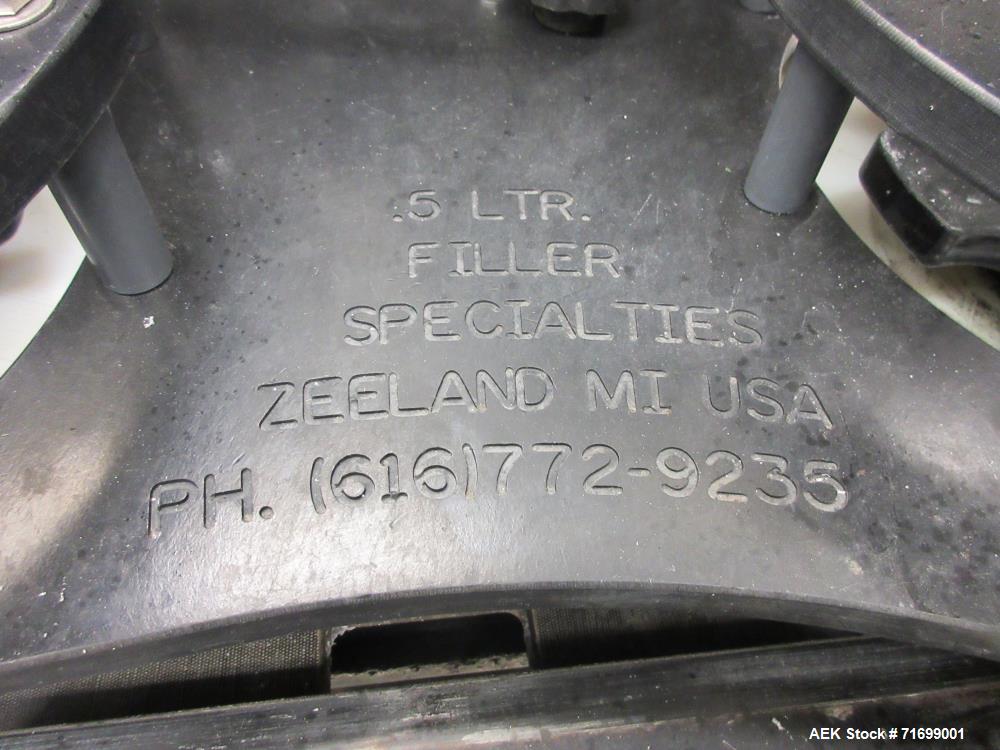 .5 LTR.
FILLER
SPECIALTIES
ZEELAND MI USA
PH. (616)772-9235
AEK Stock # 71699001